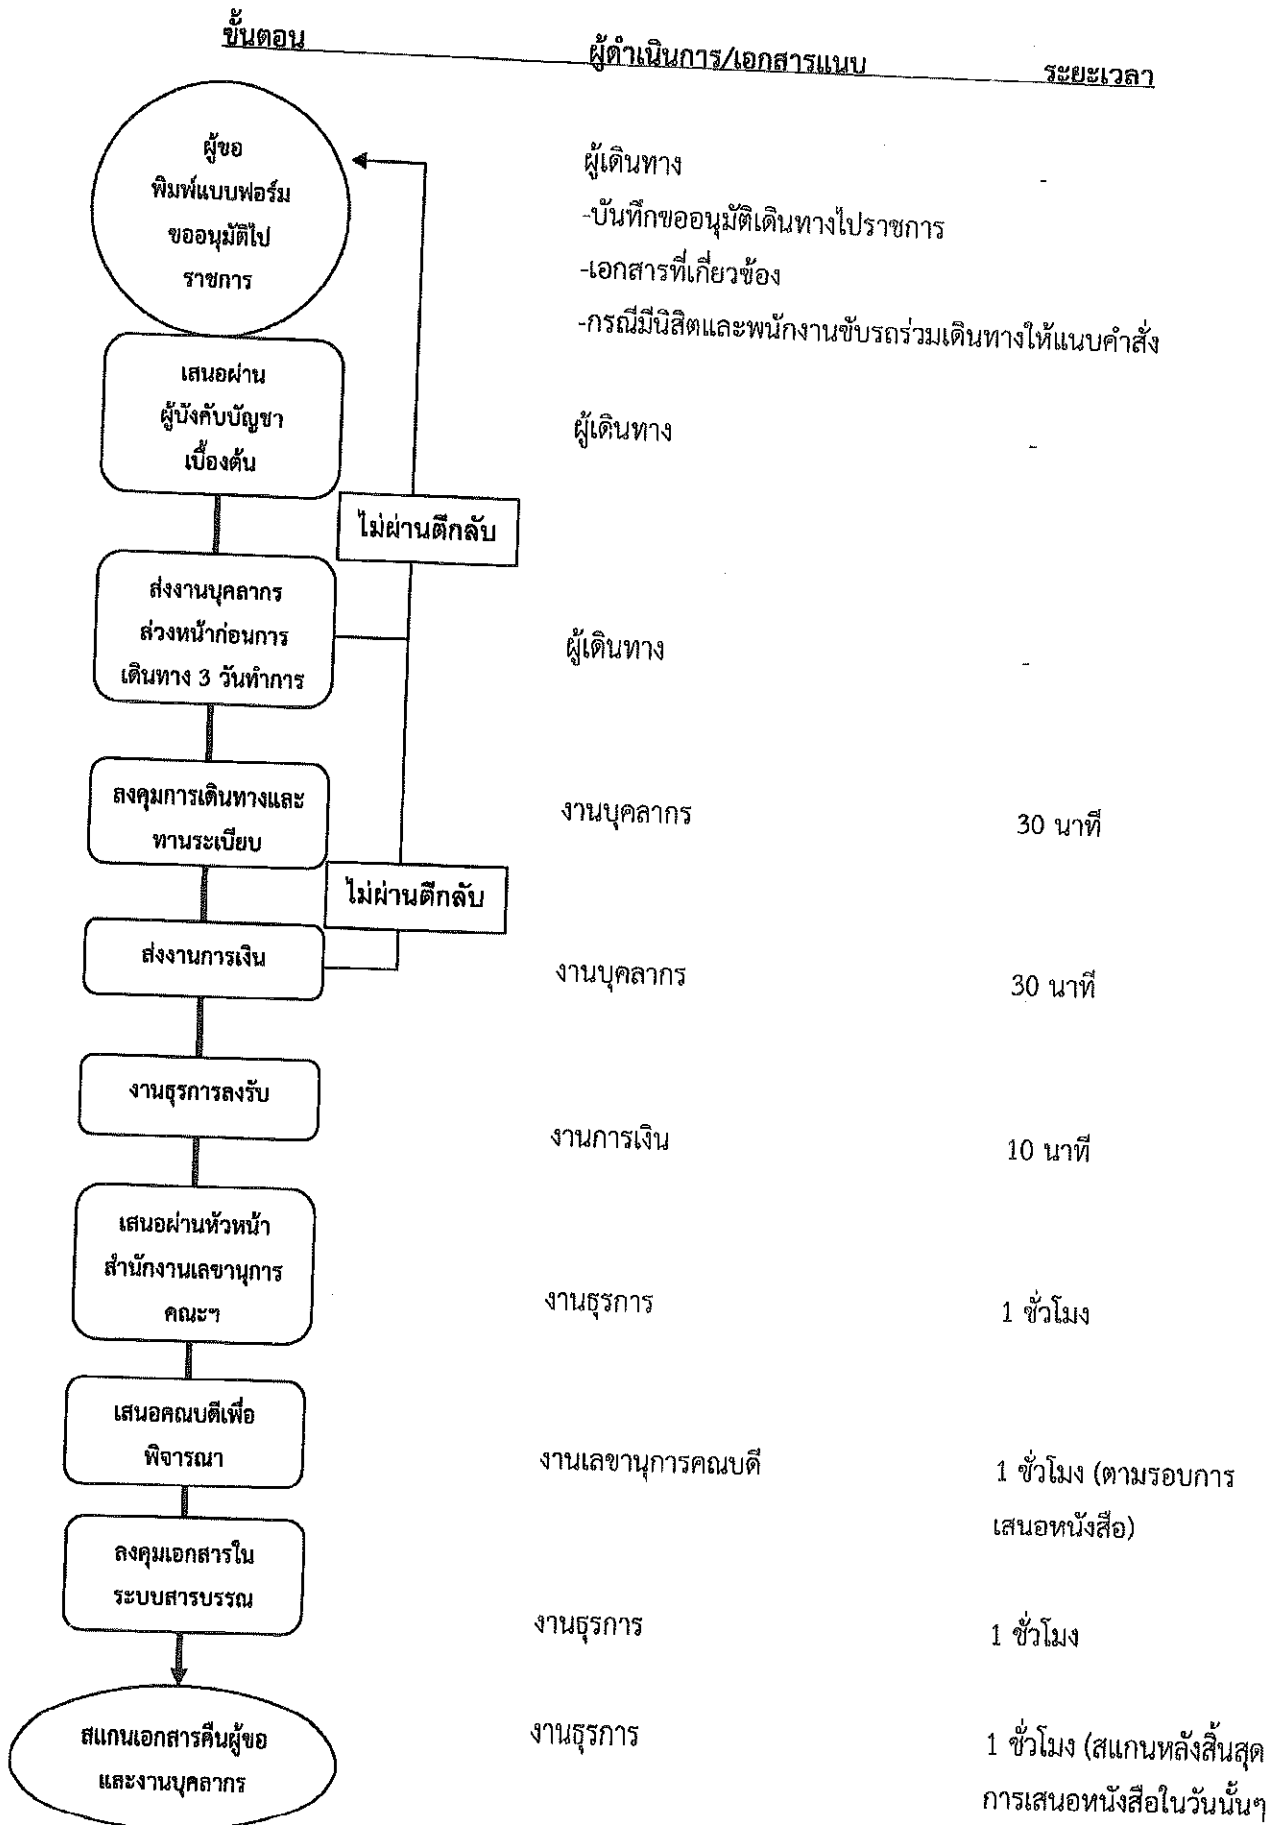 ขั้นตอน ผู้ดำเนินการ/เอกสารแนบ ระยะเวลา
ผู้ขอ
พิมพ์แบบฟอร์ม
ขออนุมัติไป
ราชการ
ผู้เดินทาง -
-บันทึกขออนุมัติเดินทางไปราชการ
-เอกสารที่เกี่ยวข้อง
-กรณีมีนิสิตและพนักงานขับรถร่วมเดินทางให้แนบคำสั่ง
เสนอผ่าน
ผู้บังคับบัญชา
เบื้องต้น
ผู้เดินทาง -
ไม่ผ่านตีกลับ
ส่งงานบุคลากร
ล่วงหน้าก่อนการ
เดินทาง 3 วันทำการ
ผู้เดินทาง -
ลงคุมการเดินทางและ
ทานระเบียบ
งานบุคลากร 30 นาที
ไม่ผ่านตีกลับ
ส่งงานการเงิน
งานบุคลากร 30 นาที
งานธุรการลงรับ
งานการเงิน 10 นาที
เสนอผ่านหัวหน้า
สำนักงานเลขานุการ
คณะฯ
งานธุรการ 1 ชั่วโมง
เสนอคณบดีเพื่อ
พิจารณา
งานเลขานุการคณบดี 1 ชั่วโมง (ตามรอบการ
เสนอหนังสือ)
ลงคุมเอกสารใน
ระบบสารบรรณ
งานธุรการ 1 ชั่วโมง
สแกนเอกสารคืนผู้ขอ
และงานบุคลากร
งานธุรการ 1 ชั่วโมง (สแกนหลังสิ้นสุด
การเสนอหนังสือในวันนั้นๆ